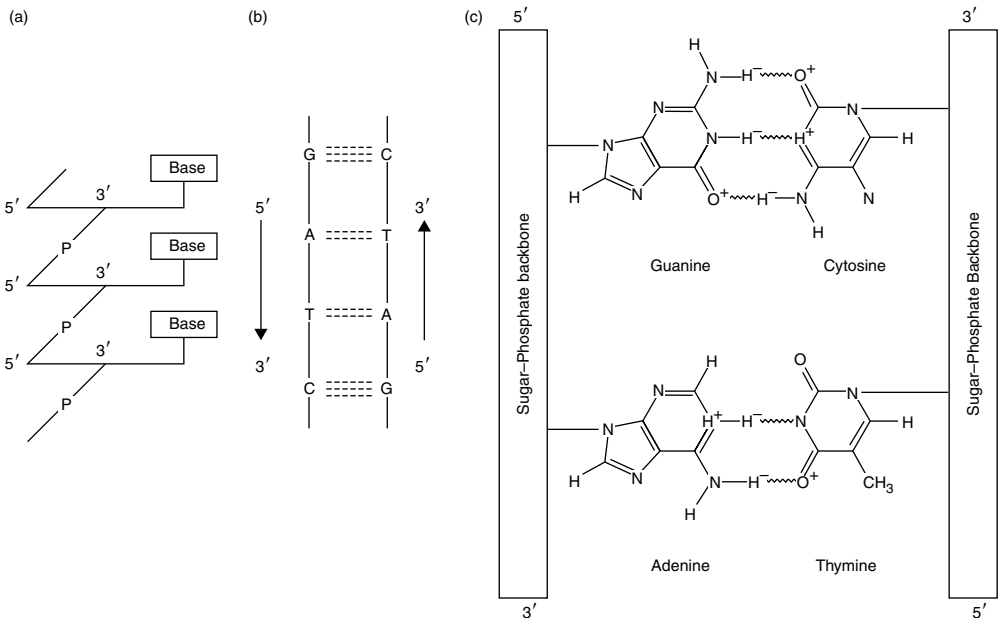 (a)
Base
5′
3′
P
Base
5′
3′
P
Base
5′
3′
P
(b)
G C
5′
3′
A T
T A
3′
5′
C G
(c)
5′
3′
Sugar–Phosphate backbone
Sugar–Phosphate Backbone
H
N H⁻ O⁺
N N
N N H⁻ H⁺ H
H N O⁺ H⁻ N N
H
Guanine Cytosine
H O
N N
N H⁺ H⁻ N H
H N N H⁻ O⁺ CH₃
H
Adenine Thymine
3′
5′